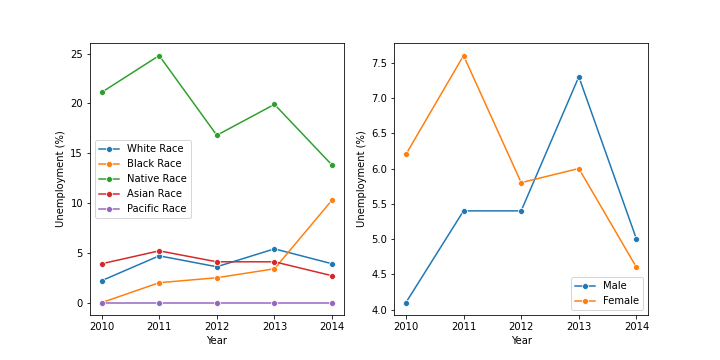 25
20
15
10
5
0
Unemployment (%)
White Race
Black Race
Native Race
Asian Race
Pacific Race
2010 2011 2012 2013 2014
Year
7.5
7.0
6.5
6.0
5.5
5.0
4.5
4.0
Unemployment (%)
Male
Female
2010 2011 2012 2013 2014
Year